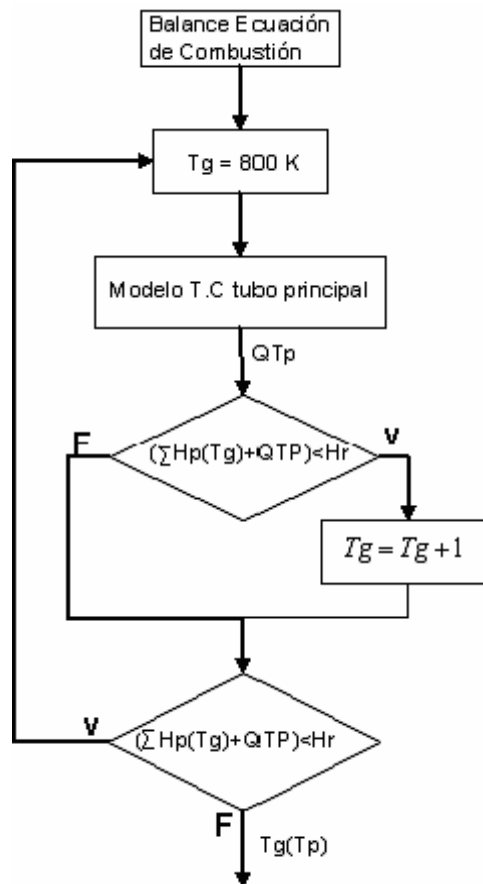 Balance Ecuación
de Combustión
Tg = 800 K
Modelo T.C tubo principal
QTp
F
V
(∑Hp(Tg)+QTP)<Hr
Tg = Tg + 1
V
(∑Hp(Tg)+QTP)<Hr
F
Tg(Tp)